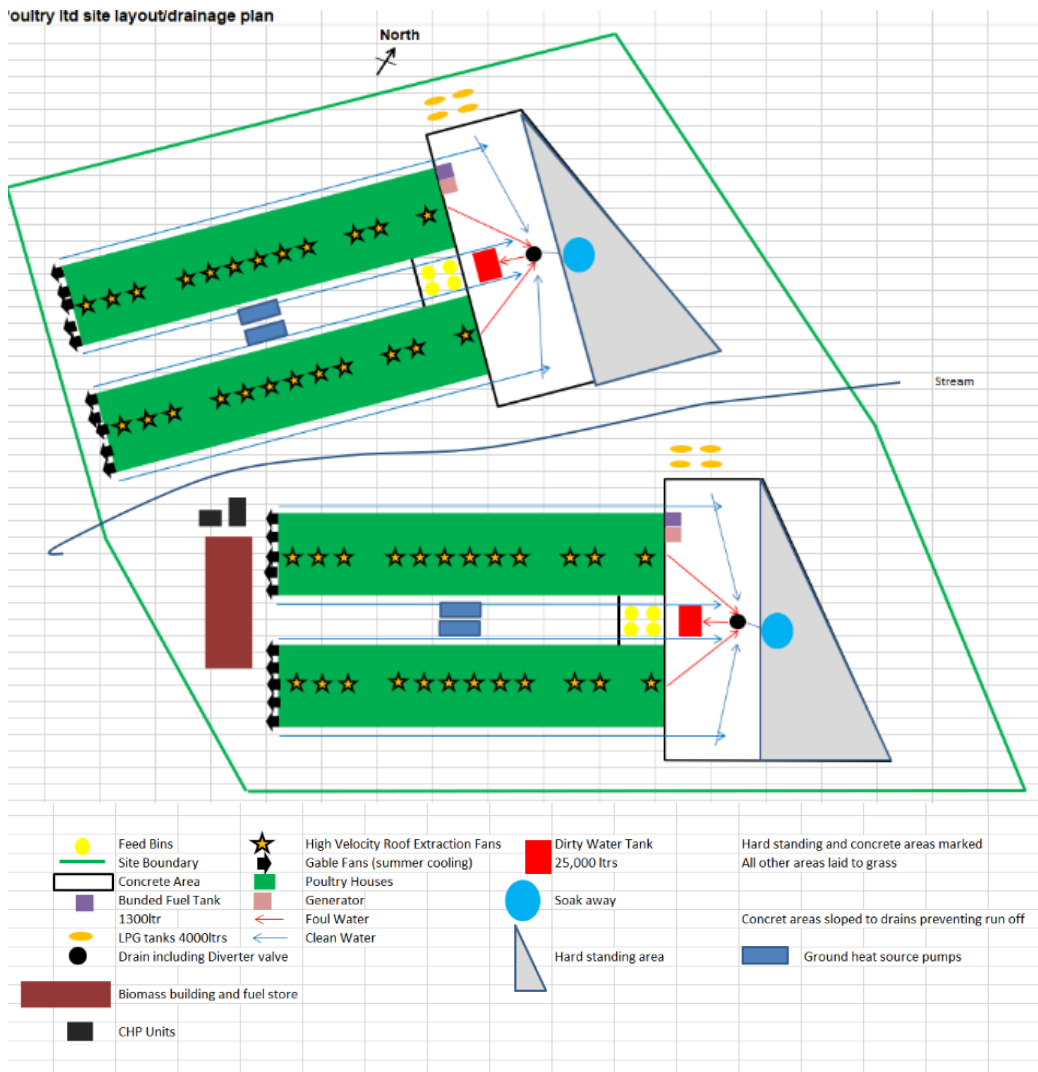 'oultry ltd site layout/drainage plan
North
Stream
Feed Bins
High Velocity Roof Extraction Fans
Dirty Water Tank
Hard standing and concrete areas marked
Site Boundary
Gable Fans (summer cooling)
25,000 ltrs
All other areas laid to grass
Concrete Area
Poultry Houses
Bunded Fuel Tank
Generator
Soak away
1300ltr
Foul Water
Concret areas sloped to drains preventing run off
LPG tanks 4000ltrs
Clean Water
Drain including Diverter valve
Hard standing area
Ground heat source pumps
Biomass building and fuel store
CHP Units